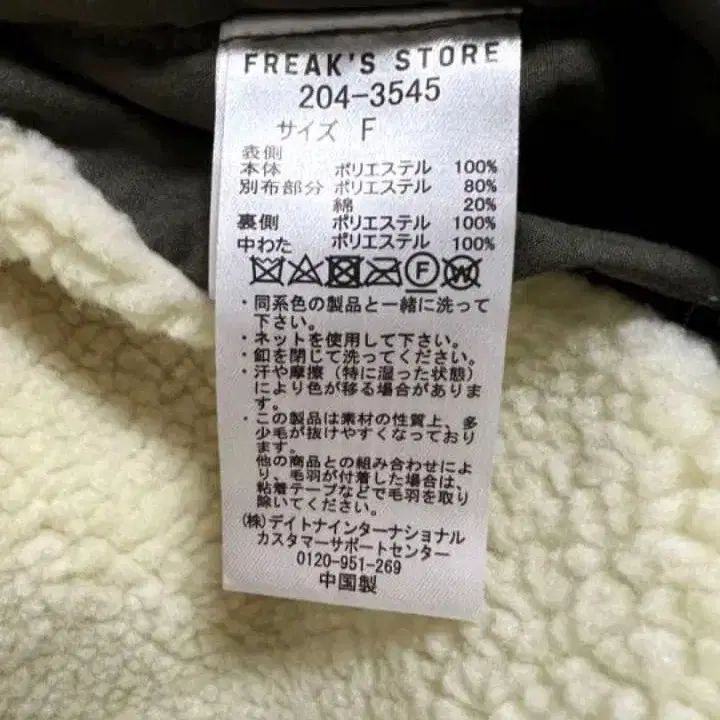 FREAK'S STORE
204-3545
サイズ F
表側
本体 ポリエステル 100%
別布部分 ポリエステル 80%
綿 20%
裏側 ポリエステル 100%
中わた ポリエステル 100%
F W
・同系色の製品と一緒に洗って
下さい。
・ネットを使用して下さい。
・釦を閉じて洗ってください。
・汗や摩擦(特に湿った状態)
により色が移る場合がありま
す。
・この製品は素材の性質上、多
少毛が抜けやすくなっており
ます。
他の商品との組み合わせによ
り、毛羽が付着した場合は、
粘着テープなどで毛羽を取り
除いてください。
(株)デイトナインターナショナル
カスタマーサポートセンター
0120-951-269
中国製